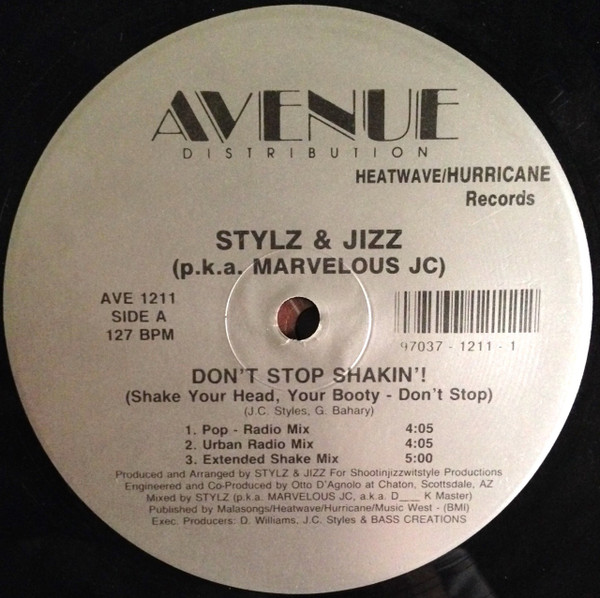 AVENUE
DISTRIBUTION
HEATWAVE/HURRICANE
Records
STYLZ & JIZZ
(p.k.a. MARVELOUS JC)
AVE 1211
SIDE A
127 BPM
97037 - 1211 - 1
DON'T STOP SHAKIN'!
(Shake Your Head, Your Booty - Don't Stop)
(J.C. Styles, G. Bahary)
1. Pop - Radio Mix 4:05
2. Urban Radio Mix 4:05
3. Extended Shake Mix 5:00
Produced and Arranged by STYLZ & JIZZ For Shootinjizzwitstyle Productions
Engineered and Co-Produced by Otto D'Agnolo at Chaton, Scottsdale, AZ
Mixed by STYLZ (p.k.a. MARVELOUS JC, a.k.a. D___ K Master)
Published by Malasongs/Heatwave/Hurricane/Music West - (BMI)
Exec. Producers: D. Williams, J.C. Styles & BASS CREATIONS